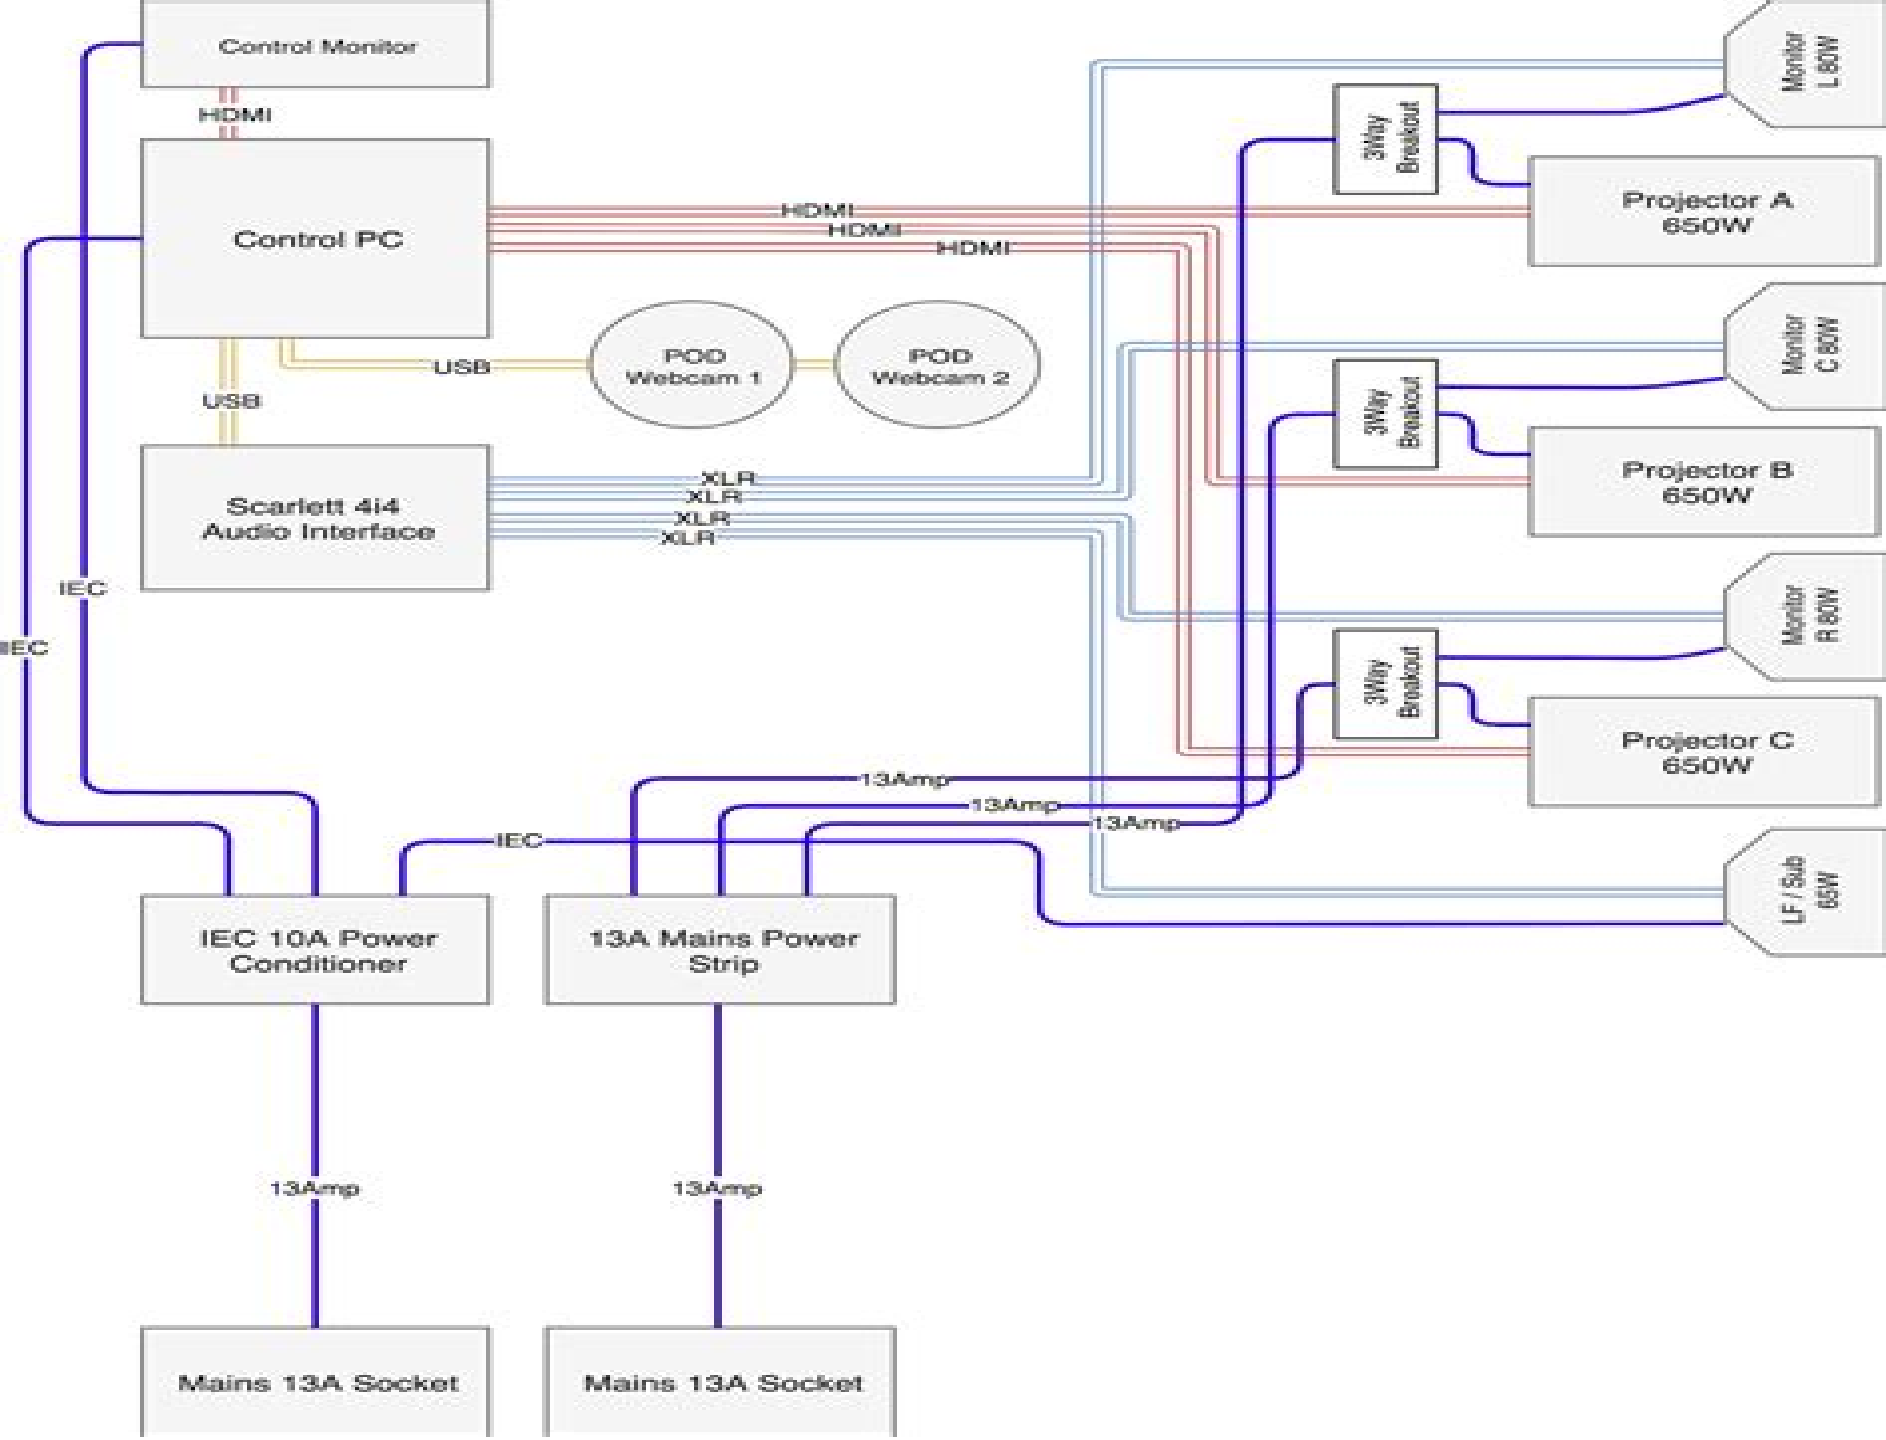 Control Monitor
HDMI
Control PC
HDMI
HDMI
HDMI
USB
USB
POD
Webcam 1
POD
Webcam 2
Scarlett 4i4
Audio Interface
XLR
XLR
XLR
XLR
IEC
IEC
Monitor
L 80W
3Way
Breakout
Projector A
650W
Monitor
C 80W
3Way
Breakout
Projector B
650W
Monitor
R 80W
3Way
Breakout
Projector C
650W
13Amp
13Amp
13Amp
IEC
LF / Sub
65W
IEC 10A Power
Conditioner
13A Mains Power
Strip
13Amp
13Amp
Mains 13A Socket
Mains 13A Socket